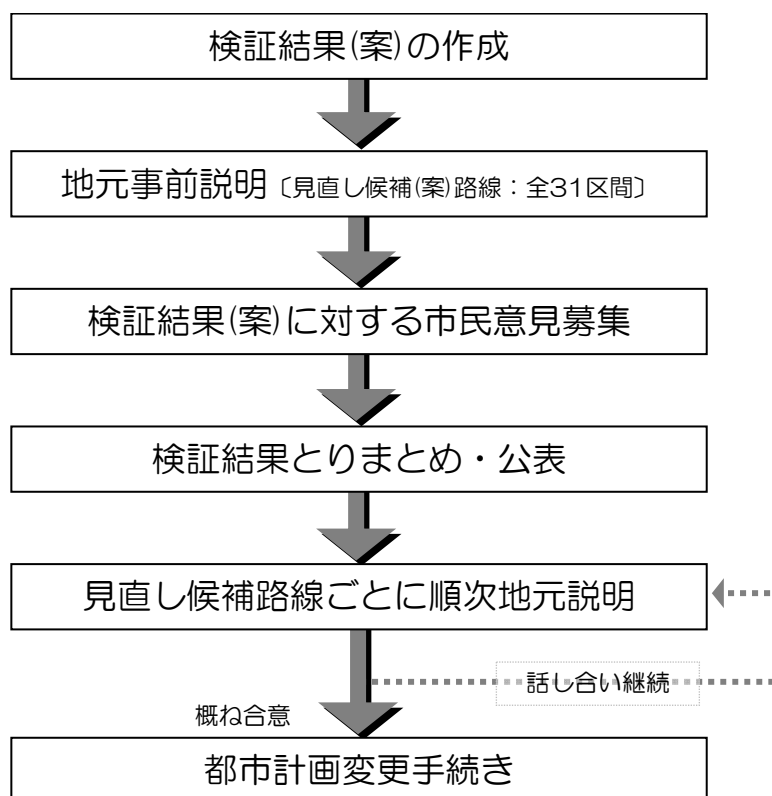 検証結果(案)の作成
地元事前説明〔見直し候補(案)路線：全31区間〕
検証結果(案)に対する市民意見募集
検証結果とりまとめ・公表
見直し候補路線ごとに順次地元説明
話し合い継続
概ね合意
都市計画変更手続き